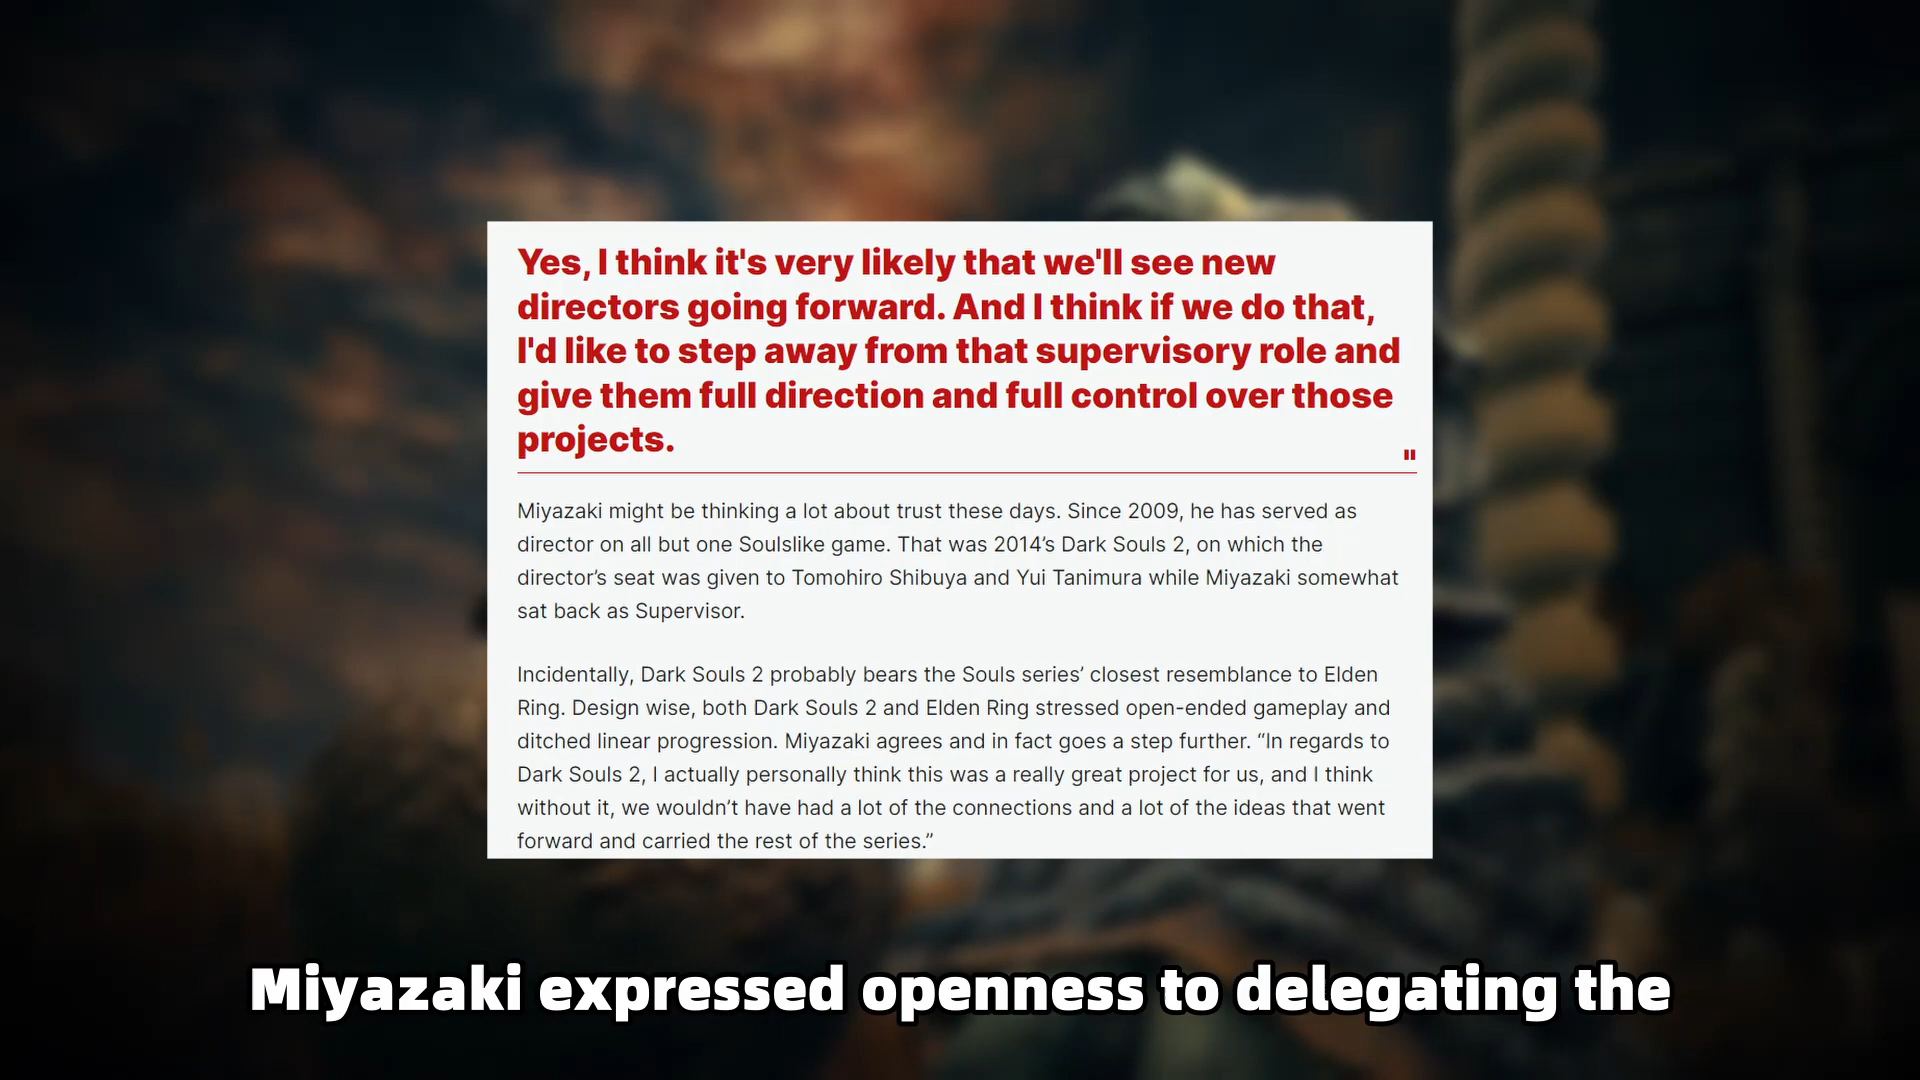 Yes, I think it's very likely that we'll see new
directors going forward. And I think if we do that,
I'd like to step away from that supervisory role and
give them full direction and full control over those
projects.
"
Miyazaki might be thinking a lot about trust these days. Since 2009, he has served as
director on all but one Soulslike game. That was 2014’s Dark Souls 2, on which the
director’s seat was given to Tomohiro Shibuya and Yui Tanimura while Miyazaki somewhat
sat back as Supervisor.
Incidentally, Dark Souls 2 probably bears the Souls series’ closest resemblance to Elden
Ring. Design wise, both Dark Souls 2 and Elden Ring stressed open-ended gameplay and
ditched linear progression. Miyazaki agrees and in fact goes a step further. “In regards to
Dark Souls 2, I actually personally think this was a really great project for us, and I think
without it, we wouldn’t have had a lot of the connections and a lot of the ideas that went
forward and carried the rest of the series.”
Miyazaki expressed openness to delegating the